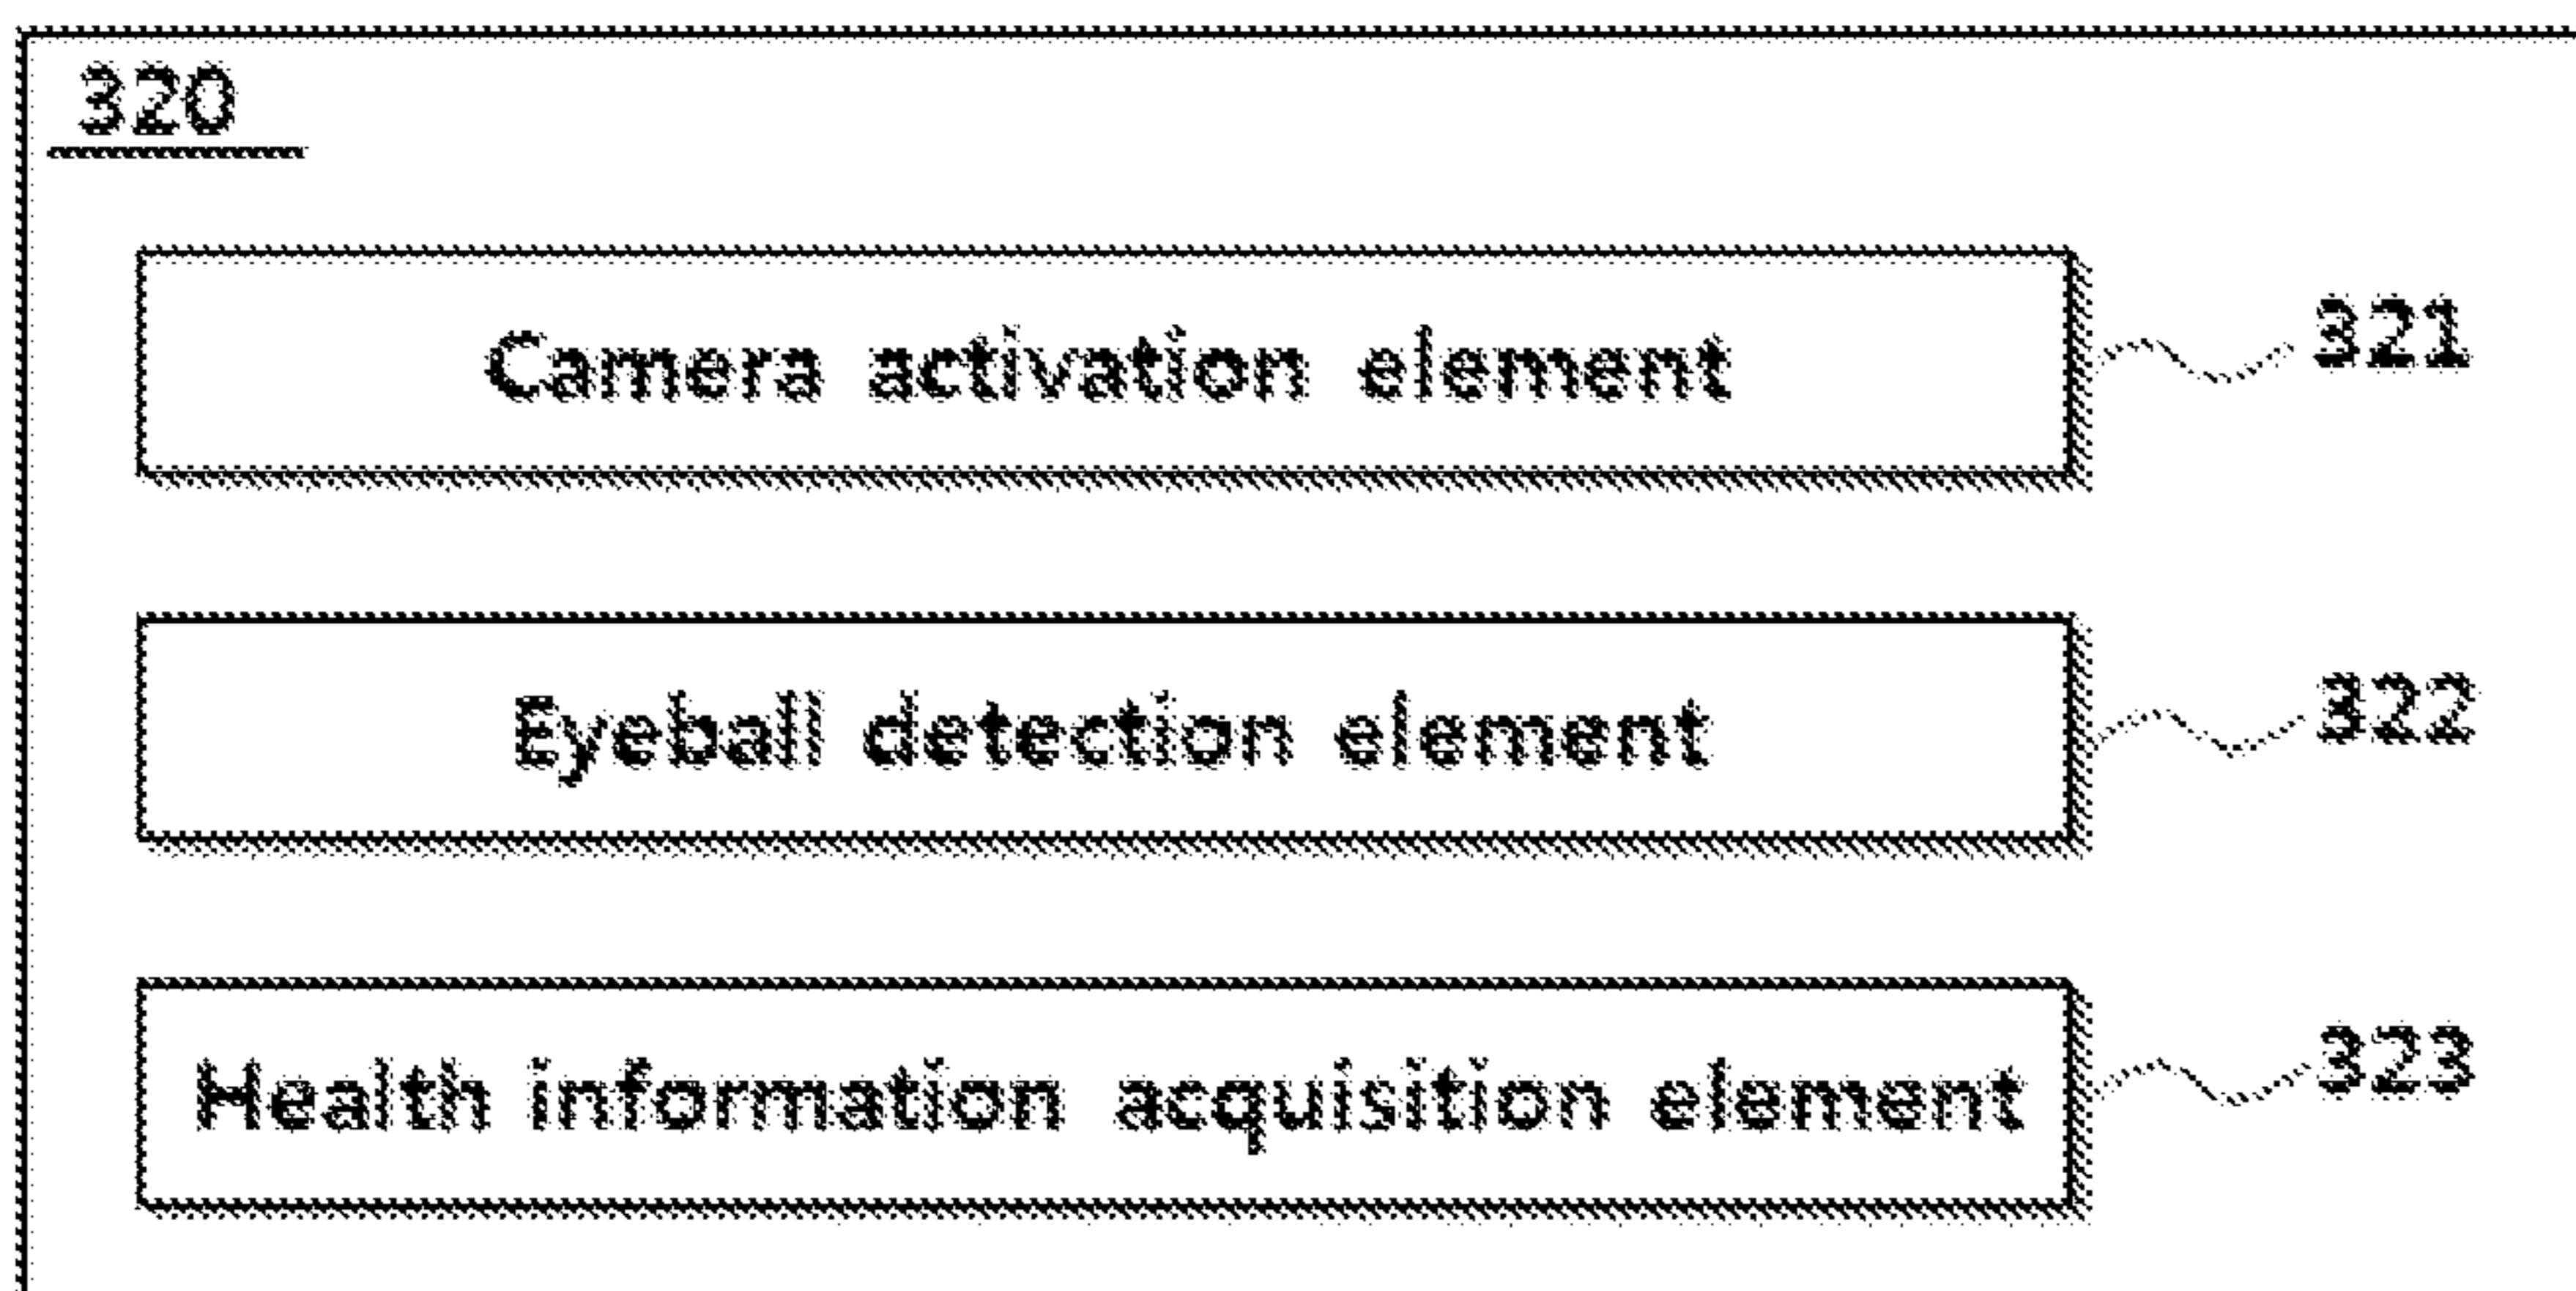 320
Camera activation element 321
Eyeball detection element 322
Health information acquisition element 323